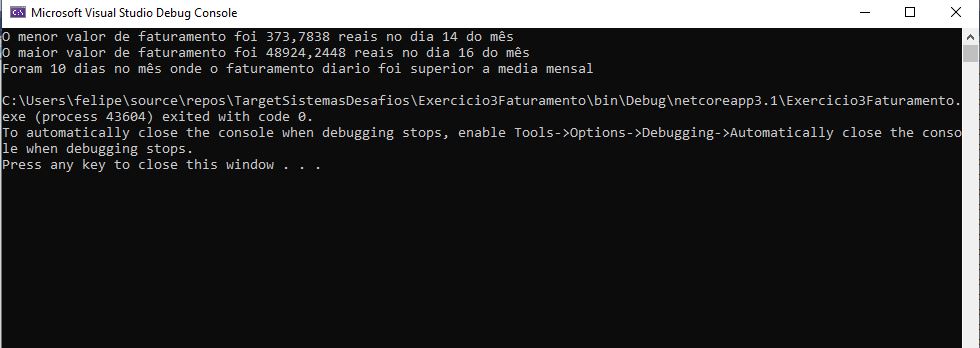 Microsoft Visual Studio Debug Console
O menor valor de faturamento foi 373,7838 reais no dia 14 do mês
O maior valor de faturamento foi 48924,2448 reais no dia 16 do mês
Foram 10 dias no mês onde o faturamento diario foi superior a media mensal
C:\Users\felipe\source\repos\TargetSistemasDesafios\Exercicio3Faturamento\bin\Debug\netcoreapp3.1\Exercicio3Faturamento.
exe (process 43604) exited with code 0.
To automatically close the console when debugging stops, enable Tools->Options->Debugging->Automatically close the conso
le when debugging stops.
Press any key to close this window . . .